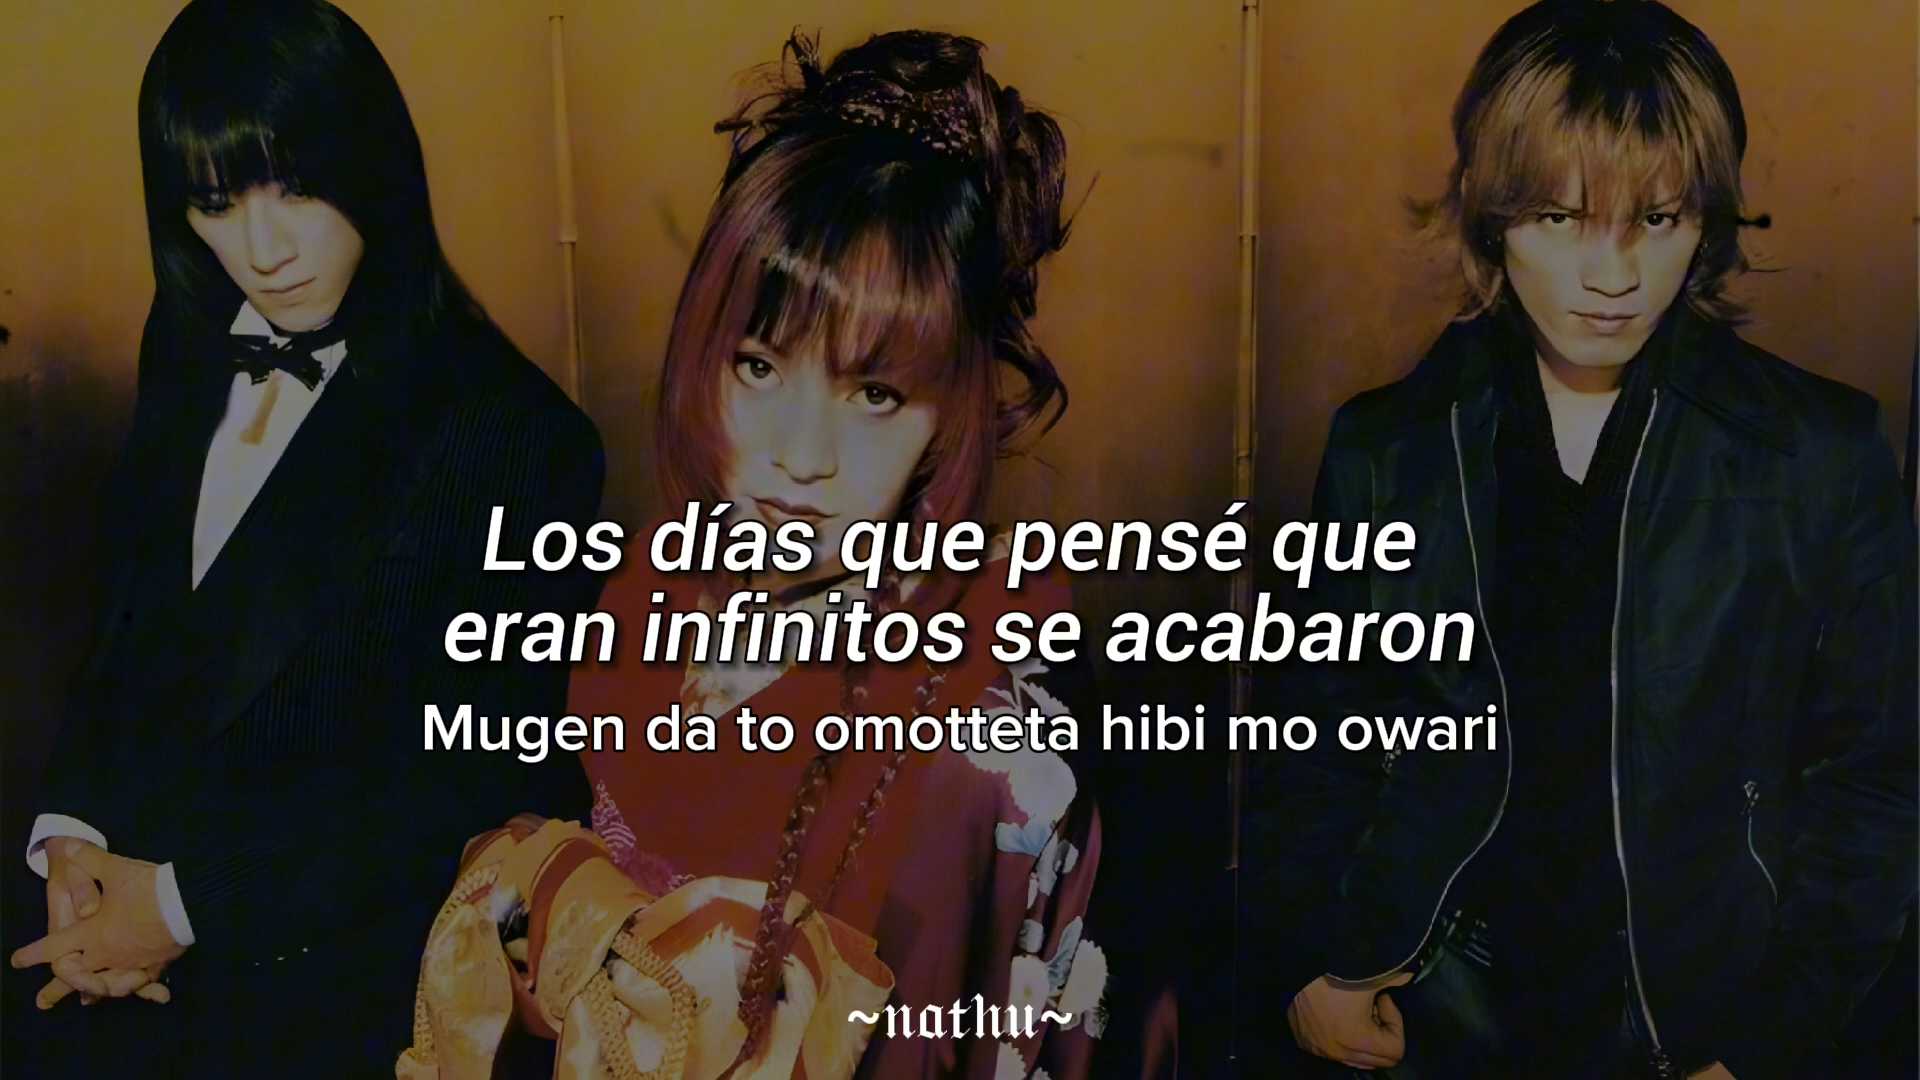 Los días que pensé que
eran infinitos se acabaron
Mugen da to omotteta hibi mo owari
~nathu~